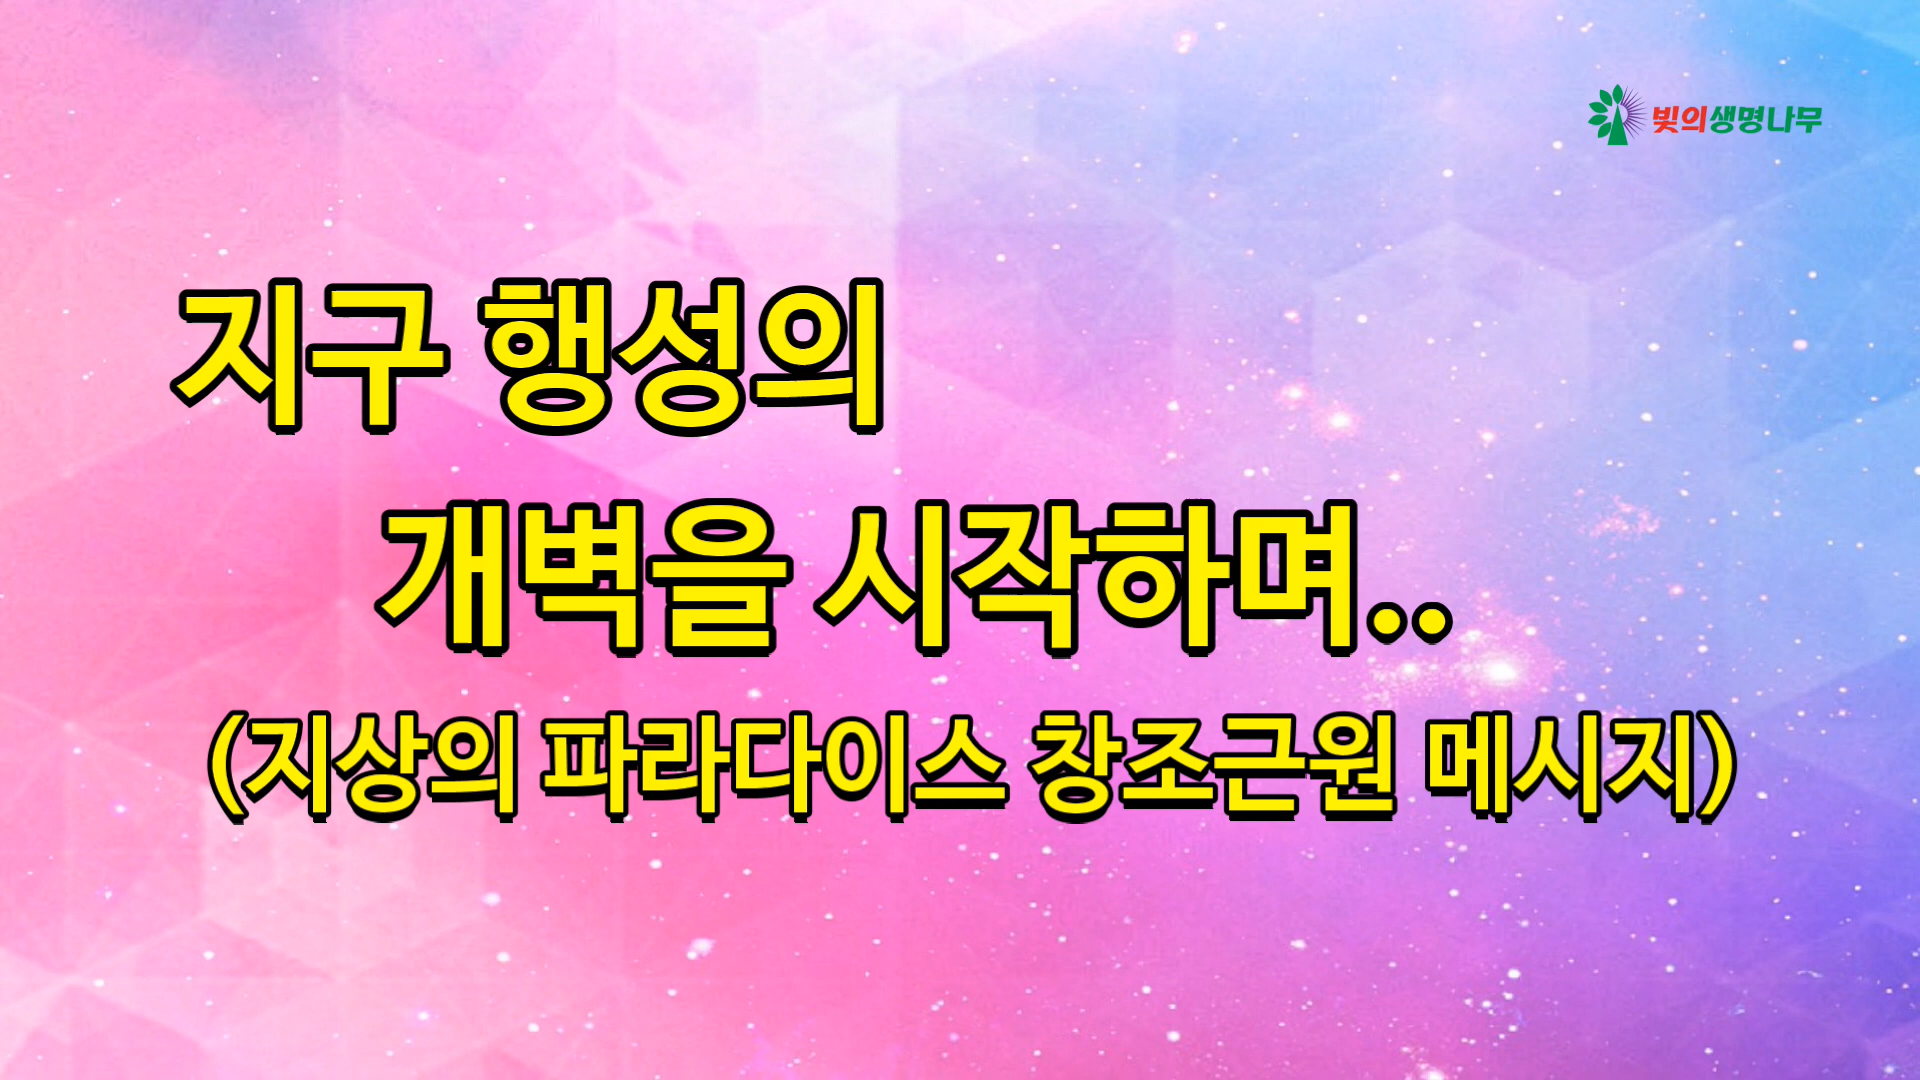 빛의생명나무
지구 행성의
개벽을 시작하며..
(지상의 파라다이스 창조근원 메시지)